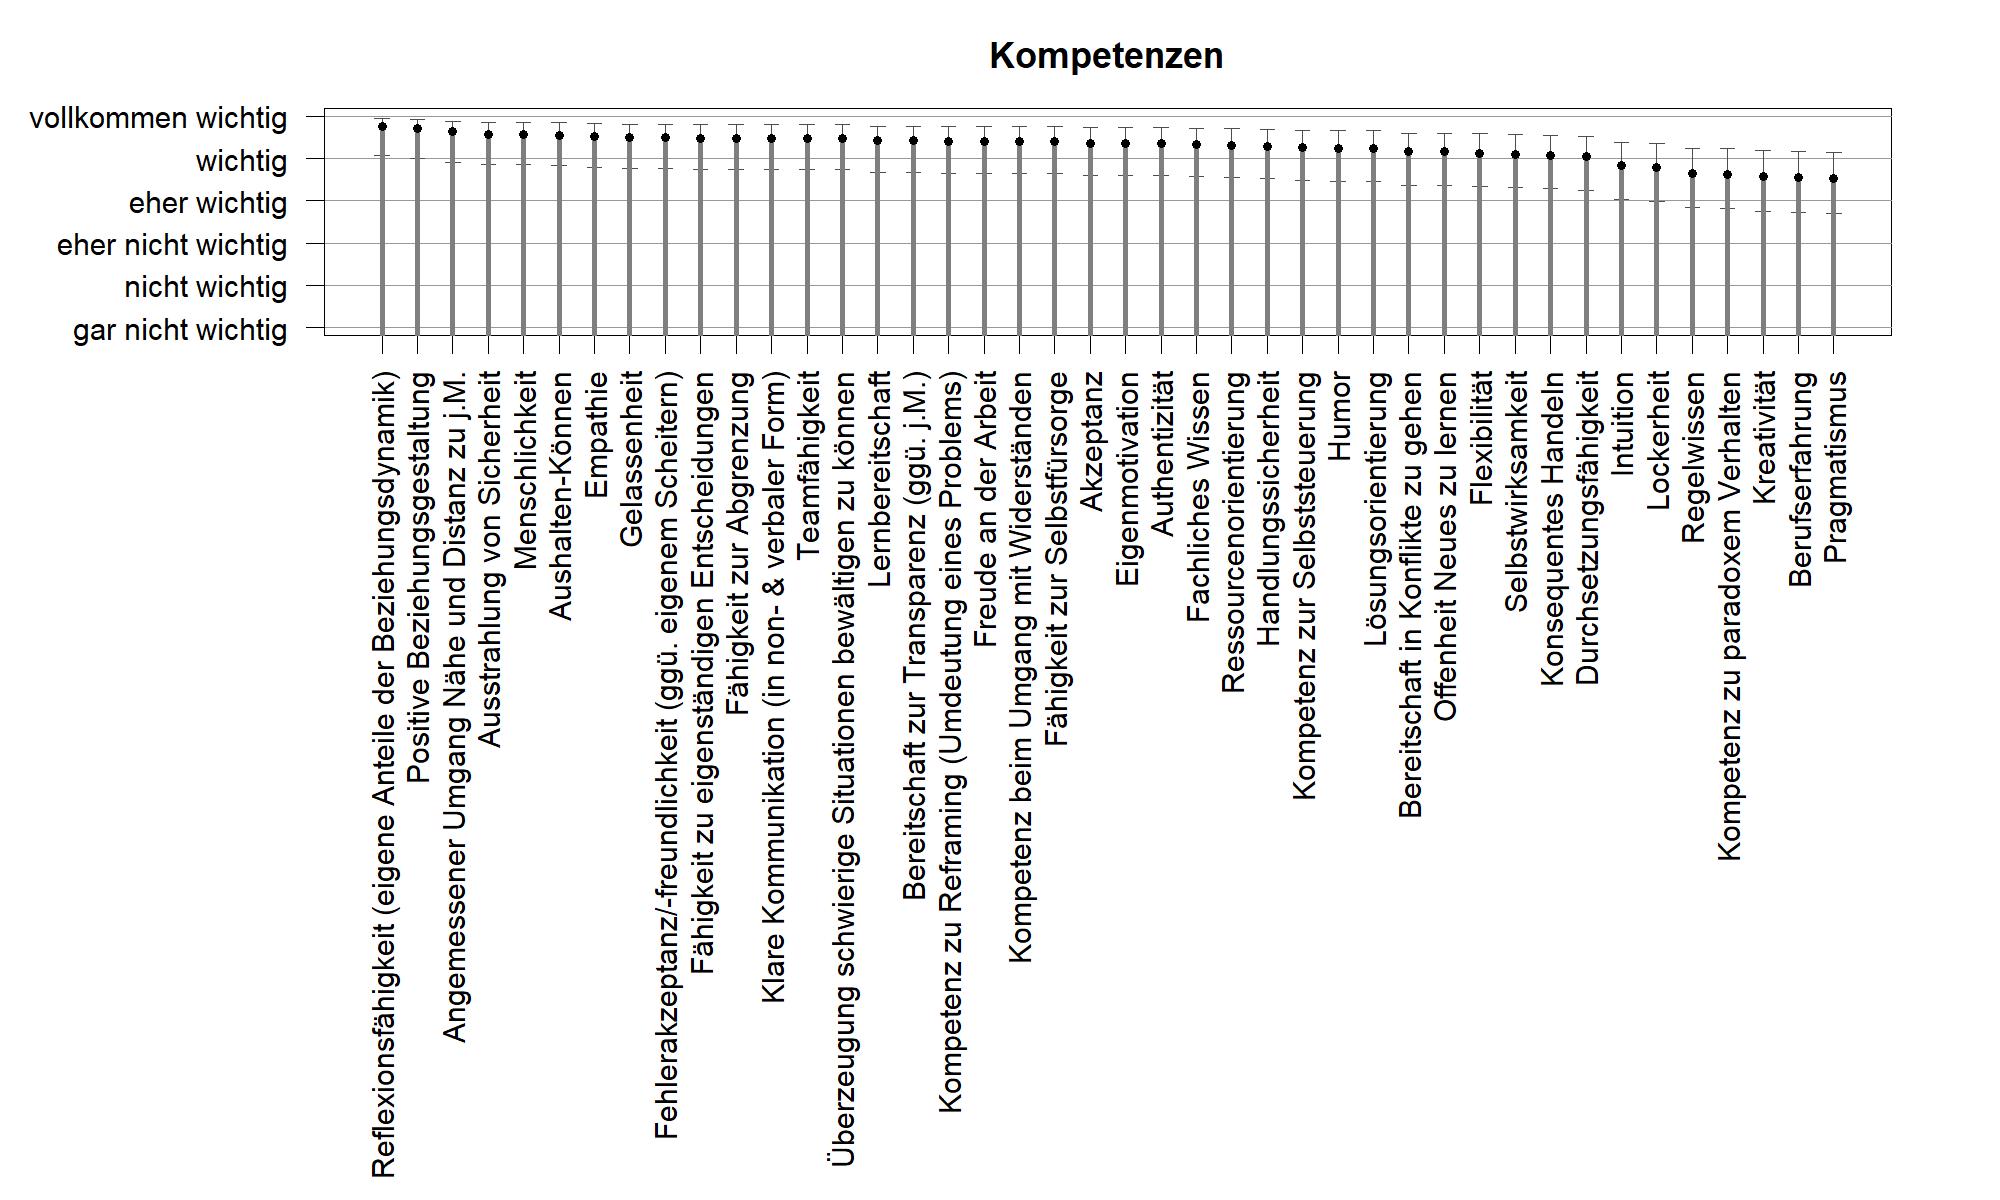 Kompetenzen
vollkommen wichtig
wichtig
eher wichtig
eher nicht wichtig
nicht wichtig
gar nicht wichtig
Reflexionsfähigkeit (eigene Anteile der Beziehungsdynamik)
Positive Beziehungsgestaltung
Angemessener Umgang Nähe und Distanz zu j.M.
Ausstrahlung von Sicherheit
Menschlichkeit
Aushalten-Können
Empathie
Gelassenheit
Fehlerakzeptanz/-freundlichkeit (ggü. eigenem Scheitern)
Fähigkeit zu eigenständigen Entscheidungen
Fähigkeit zur Abgrenzung
Klare Kommunikation (in non- & verbaler Form)
Teamfähigkeit
Überzeugung schwierige Situationen bewältigen zu können
Lernbereitschaft
Bereitschaft zur Transparenz (ggü. j.M.)
Kompetenz zu Reframing (Umdeutung eines Problems)
Freude an der Arbeit
Kompetenz beim Umgang mit Widerständen
Fähigkeit zur Selbstfürsorge
Akzeptanz
Eigenmotivation
Authentizität
Fachliches Wissen
Ressourcenorientierung
Handlungssicherheit
Kompetenz zur Selbststeuerung
Humor
Lösungsorientierung
Bereitschaft in Konflikte zu gehen
Offenheit Neues zu lernen
Flexibilität
Selbstwirksamkeit
Konsequentes Handeln
Durchsetzungsfähigkeit
Intuition
Lockerheit
Regelwissen
Kompetenz zu paradoxem Verhalten
Kreativität
Berufserfahrung
Pragmatismus